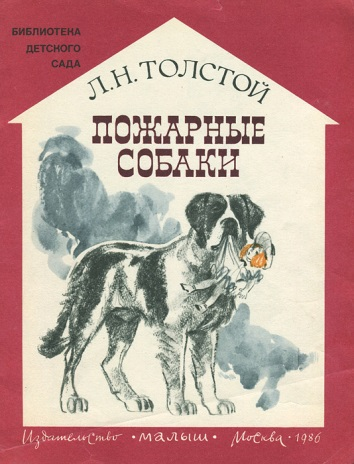 БИБЛИОТЕКА
ДЕТСКОГО
САДА
Л.Н.ТОЛСТОЙ
ПОЖАРНЫЕ
СОБАКИ
Издательство • МАЛЫШ • Москва • 1986